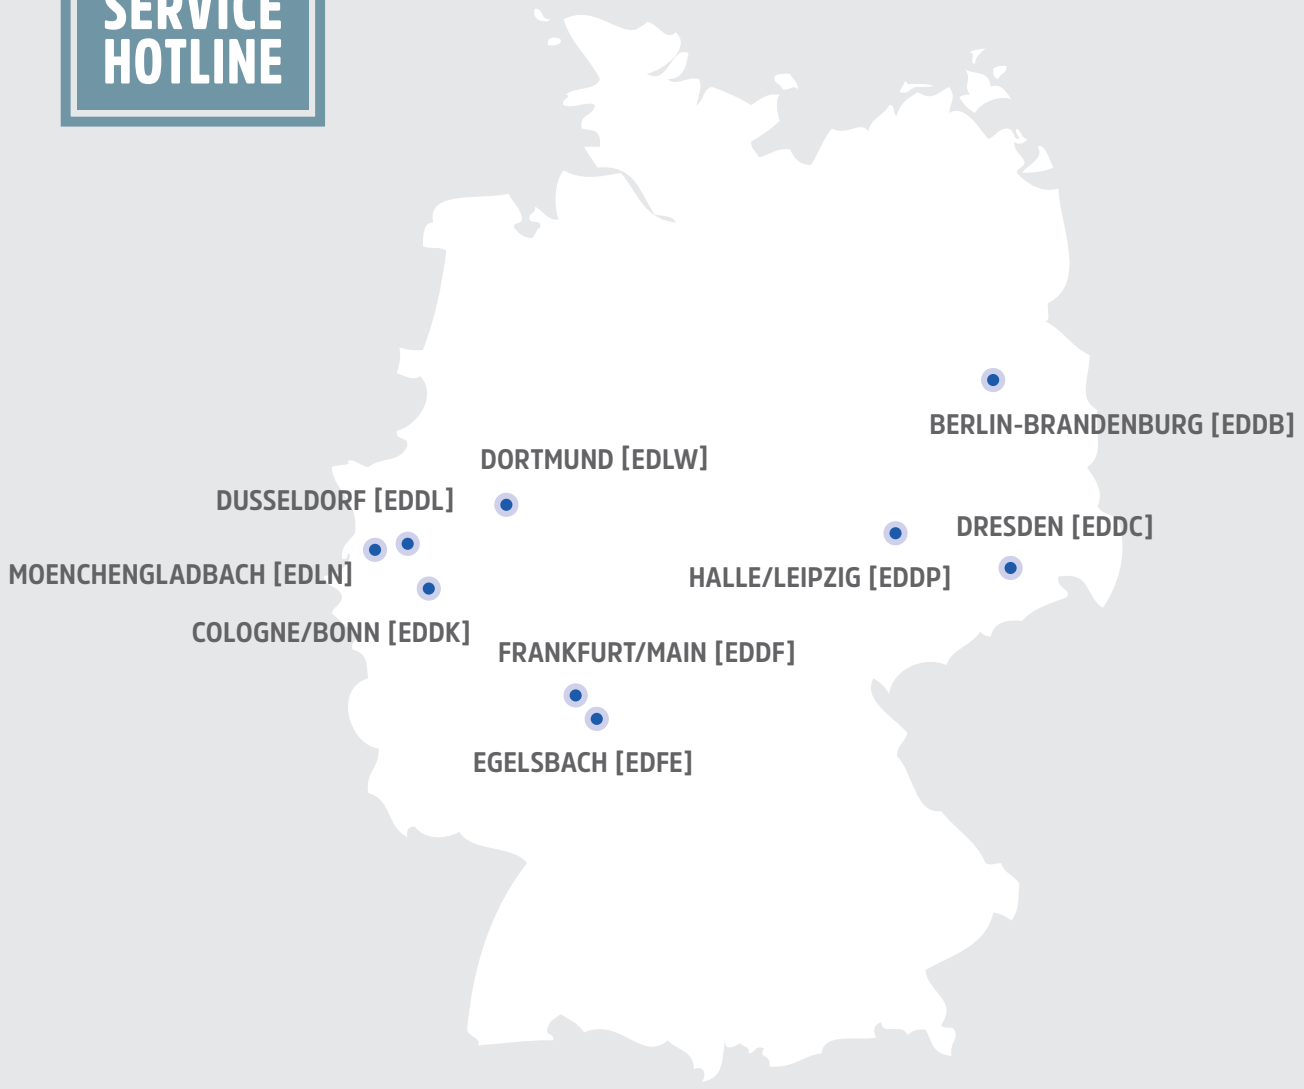 SERVICE
HOTLINE
BERLIN-BRANDENBURG [EDDB]
DORTMUND [EDLW]
DUSSELDORF [EDDL]
DRESDEN [EDDC]
MOENCHENGLADBACH [EDLN]
HALLE/LEIPZIG [EDDP]
COLOGNE/BONN [EDDK]
FRANKFURT/MAIN [EDDF]
EGELSBACH [EDFE]